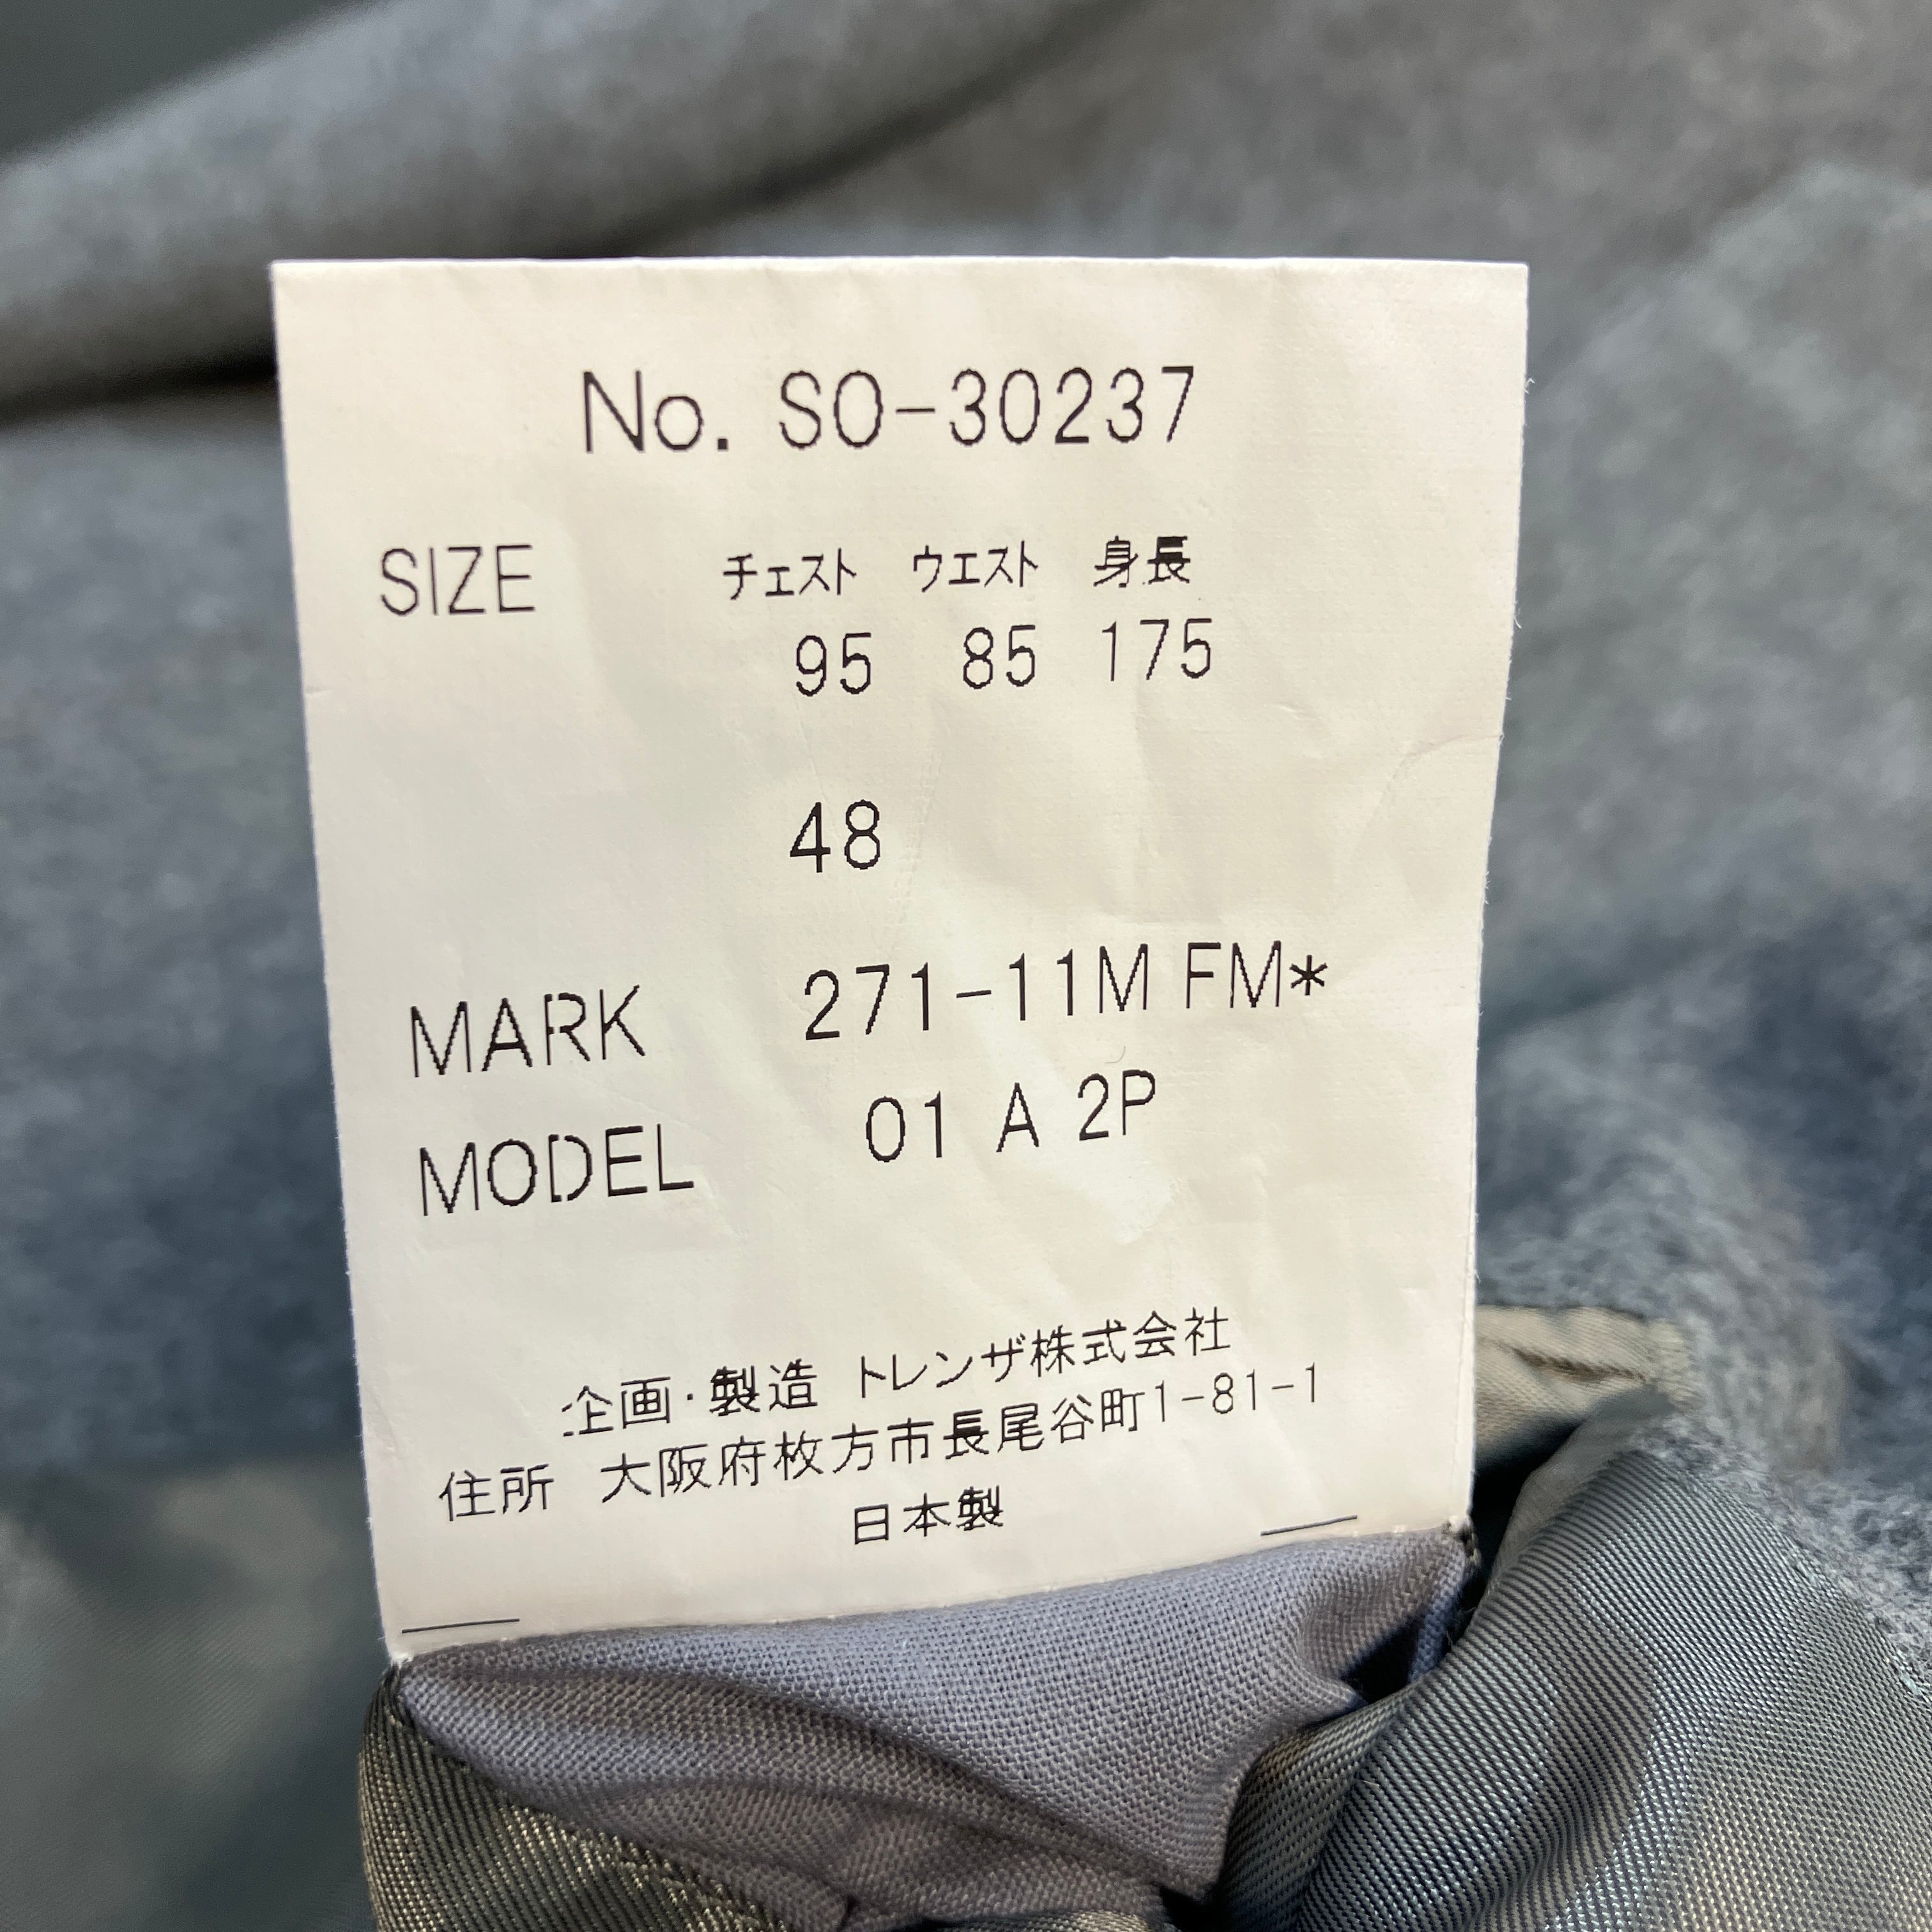 No. SO-30237
SIZE チェスト ウエスト 身長
95 85 175
48
MARK 271-11M FM*
MODEL 01 A 2P
企画・製造 トレンザ株式会社
住所 大阪府枚方市長尾谷町1-81-1
日本製